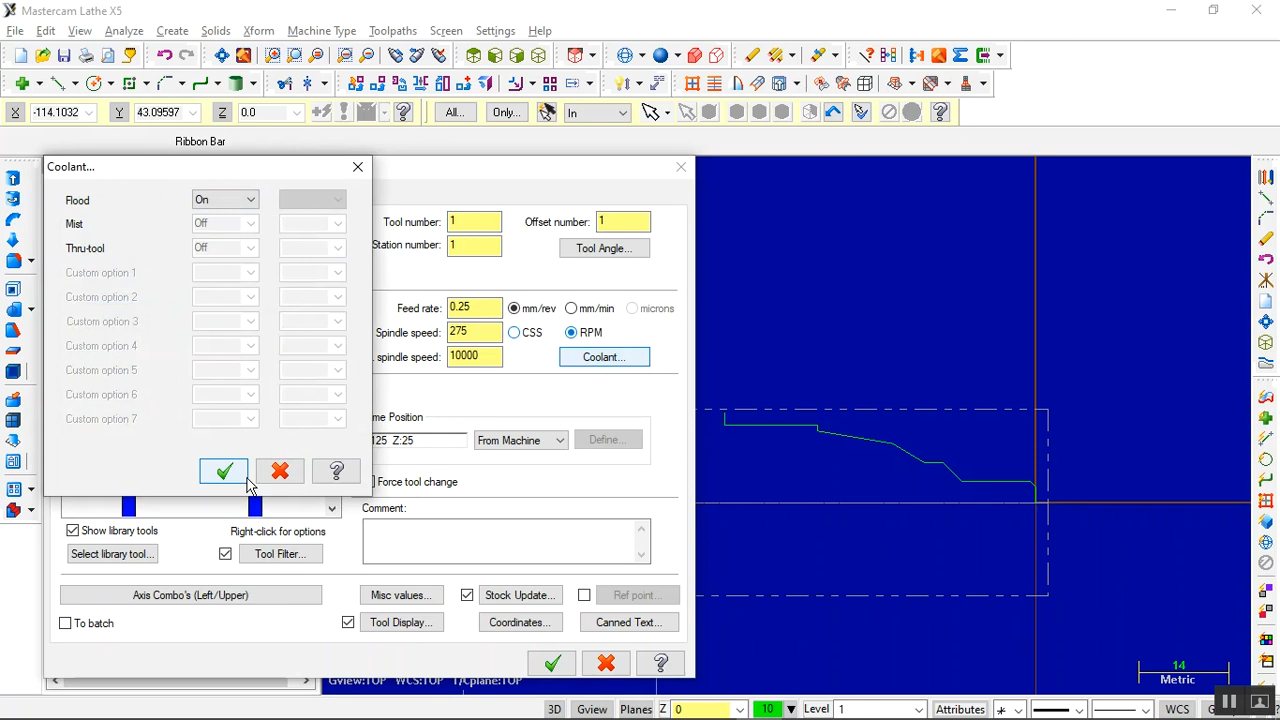 Mastercam Lathe X5
File Edit View Analyze Create Solids Xform Machine Type Toolpaths Screen Settings Help
X -114.1032 Y 43.09597 Z 0.0 All... Only... In
Ribbon Bar
Coolant...
Flood On
Mist Off
Thru-tool Off
Custom option 1
Custom option 2
Custom option 3
Custom option 4
Custom option 5
Custom option 6
Custom option 7
Tool number: 1 Offset number: 1
Station number: 1 Tool Angle...
Feed rate: 0.25 mm/rev mm/min microns
Spindle speed: 275 CSS RPM
. spindle speed: 10000 Coolant...
me Position
125 Z:25 From Machine Define...
Force tool change
Comment:
Show library tools Right-click for options
Select library tool... Tool Filter...
Axis Combo's (Left/Upper) Misc values... Stock Update... Ref point...
To batch Tool Display... Coordinates... Canned Text...
14
Metric
Gview:TOP WCS:TOP T/Cplane:TOP
3D Gview Planes Z 0 10 Level 1 Attributes WCS